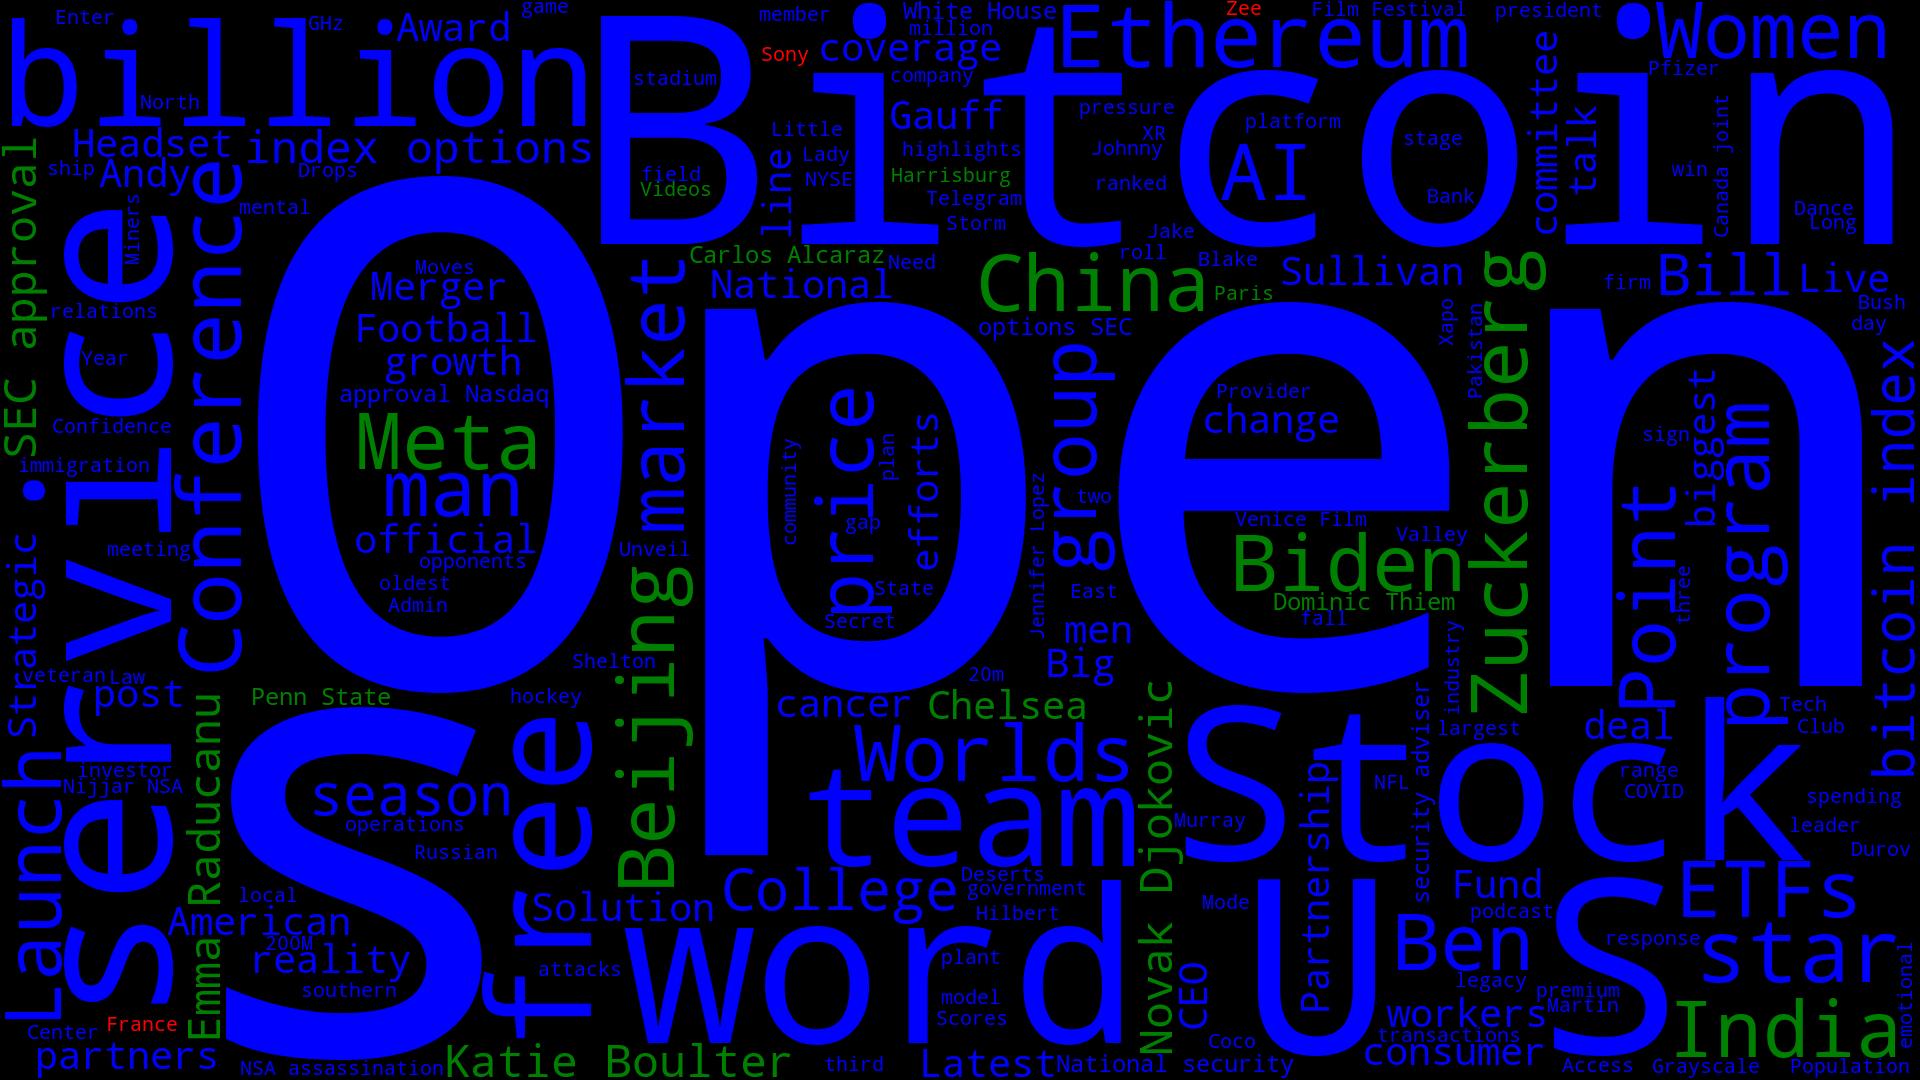 Enter
GHz
Award
game
member
White House
million
Zee
Film Festival
president
Women
billion
Bitcoin
Ethereum
Sony
coverage
company
stadium
Pfizer
North
Gauff
pressure
platform
committee
talk
Canada joint
Headset
index options
Little
line
Lady
NYSE
highlights
XR
Johnny
AI
stage
SEC approval
ship
Andy
Drops
field
Videos
Harrisburg
Telegram
Storm
ranked
Bank
win
Dance
Long
Miners
mental
Jake
roll
Blake
Carlos Alcaraz
Need
National
China
Paris
Sullivan
Zuckerberg
firm
Bill
Live
Bush
day
service
Conference
Open
Moves
Merger
Football
growth
approval Nasdaq
Meta
man
official
opponents
oldest
Admin
market
options SEC
group
Xapo
Pakistan
relations
Year
Confidence
immigration
meeting
Strategic
price
community
plan
gap
efforts
State
Secret
Jennifer Lopez
two
East
Provider
change
Venice Film
Valley
Biden
Dominic Thiem
fall
sign
biggest
Point
program
three
bitcoin index
Unveil
Beijing
men
Big
20m
Shelton
hockey
veteran
Law
post
Penn State
cancer
Chelsea
industry
security adviser
largest
deal
Tech
Club
Launch
investor
Nijjar NSA
Emma Raducanu
US
season
operations
Russian
free
Worlds
team
Novak Djokovic
Stock
Murray
Partnership
NFL
range
COVID
spending
leader
Durov
local
American
200M
reality
southern
Solution
College
Deserts
government
Hilbert
attacks
word
plant
model
Scores
Mode
CEO
Fund
podcast
Ben
legacy
response
ETFs
star
premium
Martin
workers
transactions
consumer
India
emotional
Center
France
partners
NSA assassination
Katie Boulter
third
Latest
National security
Coco
Access
Grayscale
Population
S